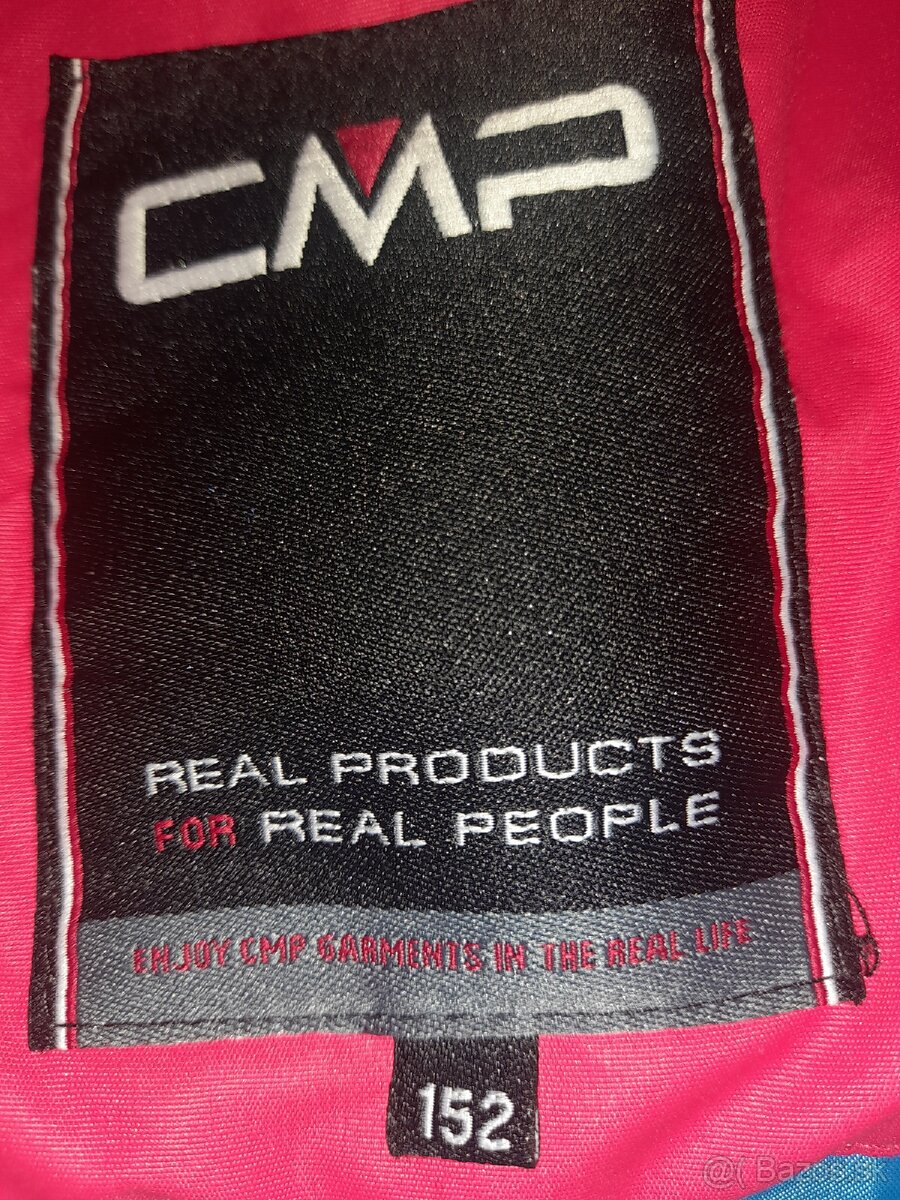 CMP
REAL PRODUCTS
FOR REAL PEOPLE
ENJOY CMP GARMENTS IN THE REAL LIFE
152